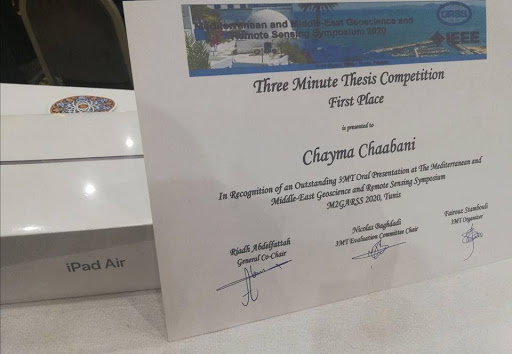 Mediterranean and Middle-East Geoscience and
Remote Sensing Symposium 2020
GRSS
IEEE
Three Minute Thesis Competition
First Place
is presented to
Chayma Chaabani
In Recognition of an Outstanding 3MT Oral Presentation at The Mediterranean and
Middle-East Geoscience and Remote Sensing Symposium
M2GARSS 2020, Tunis
Riadh Abdelfattah
General Co-Chair
Nicolas Baghdadi
3MT Evaluation Committee Chair
Fairouz Stambouli
3MT Organizer
iPad Air